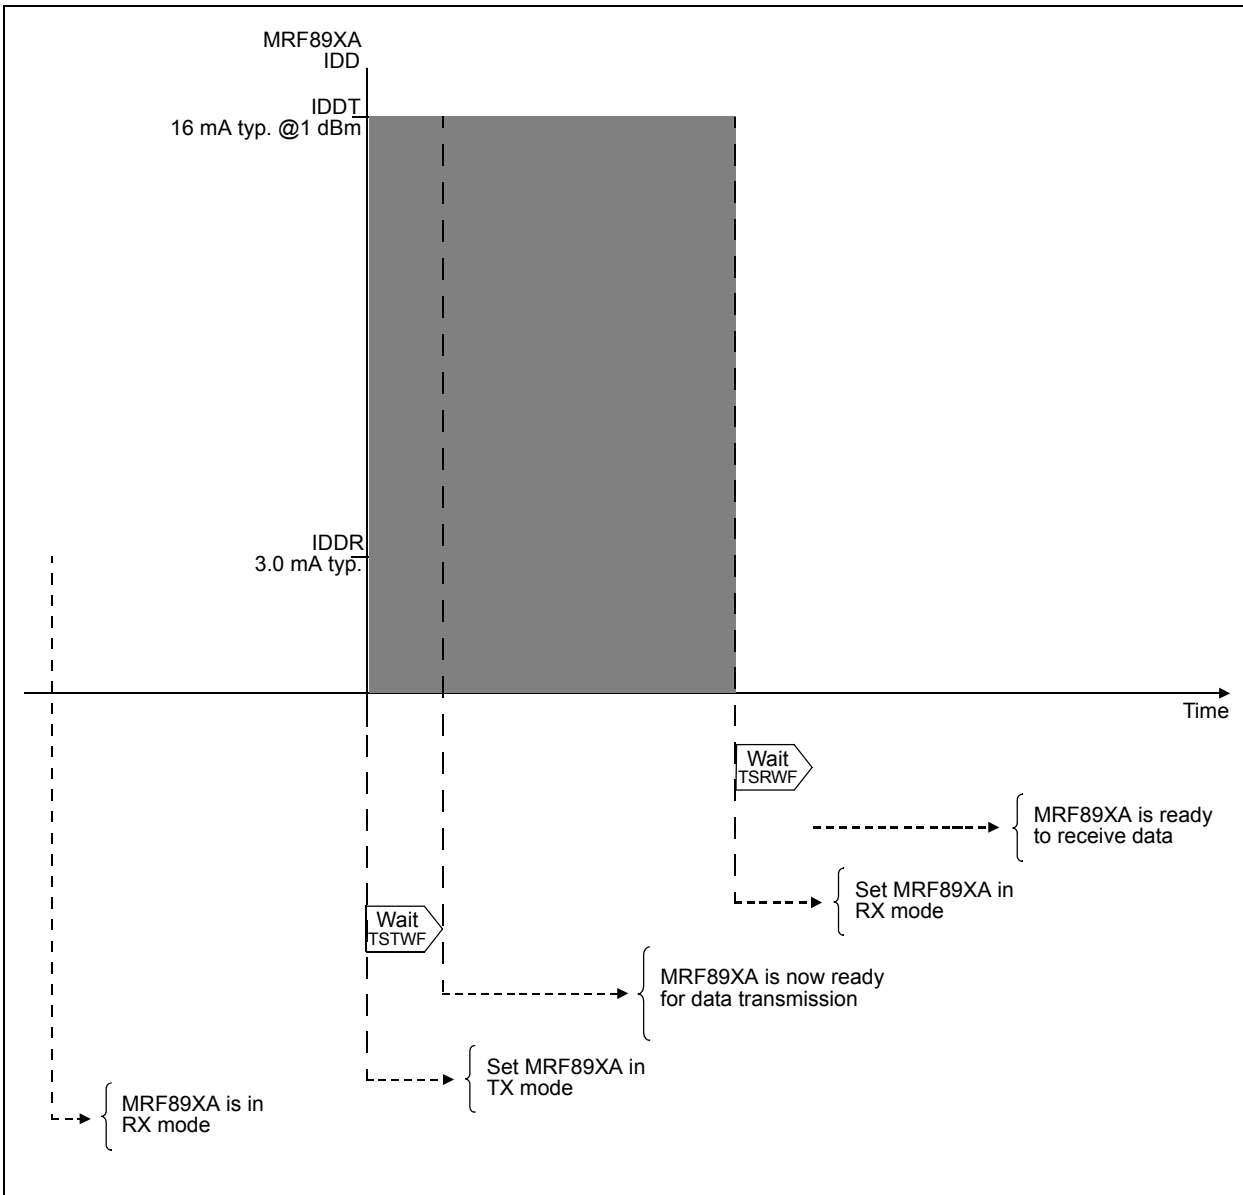 MRF89XA
IDD
IDDT
16 mA typ. @1 dBm
IDDR
3.0 mA typ.
Time
Wait
TSRWF
MRF89XA is ready
to receive data
Set MRF89XA in
RX mode
Wait
TSTWF
MRF89XA is now ready
for data transmission
Set MRF89XA in
TX mode
MRF89XA is in
RX mode